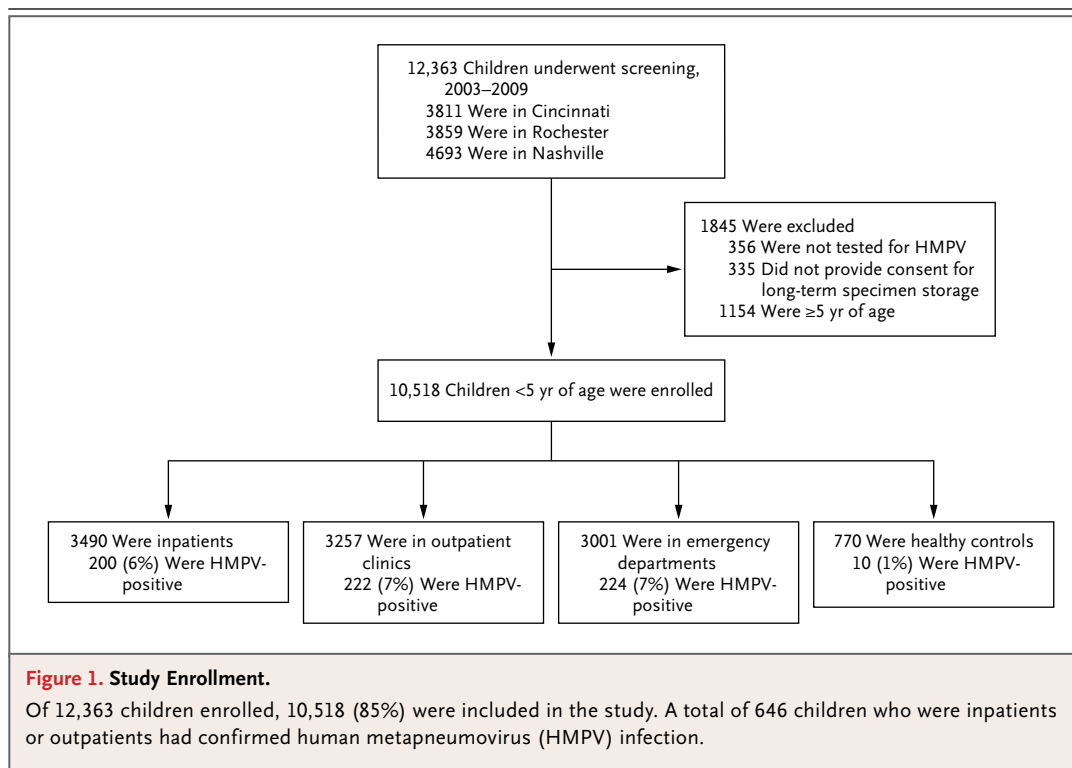 12,363 Children underwent screening,
2003–2009
3811 Were in Cincinnati
3859 Were in Rochester
4693 Were in Nashville
1845 Were excluded
356 Were not tested for HMPV
335 Did not provide consent for
long-term specimen storage
1154 Were ≥5 yr of age
10,518 Children <5 yr of age were enrolled
3490 Were inpatients
200 (6%) Were HMPV-
positive
3257 Were in outpatient
clinics
222 (7%) Were HMPV-
positive
3001 Were in emergency
departments
224 (7%) Were HMPV-
positive
770 Were healthy controls
10 (1%) Were HMPV-
positive
Figure 1. Study Enrollment.
Of 12,363 children enrolled, 10,518 (85%) were included in the study. A total of 646 children who were inpatients
or outpatients had confirmed human metapneumovirus (HMPV) infection.